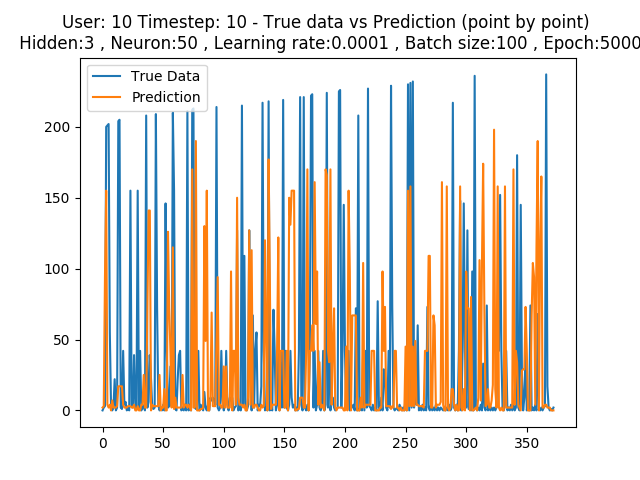 User: 10 Timestep: 10 - True data vs Prediction (point by point)
Hidden:3 , Neuron:50 , Learning rate:0.0001 , Batch size:100 , Epoch:5000
True Data
Prediction
200
150
100
50
0
0 50 100 150 200 250 300 350